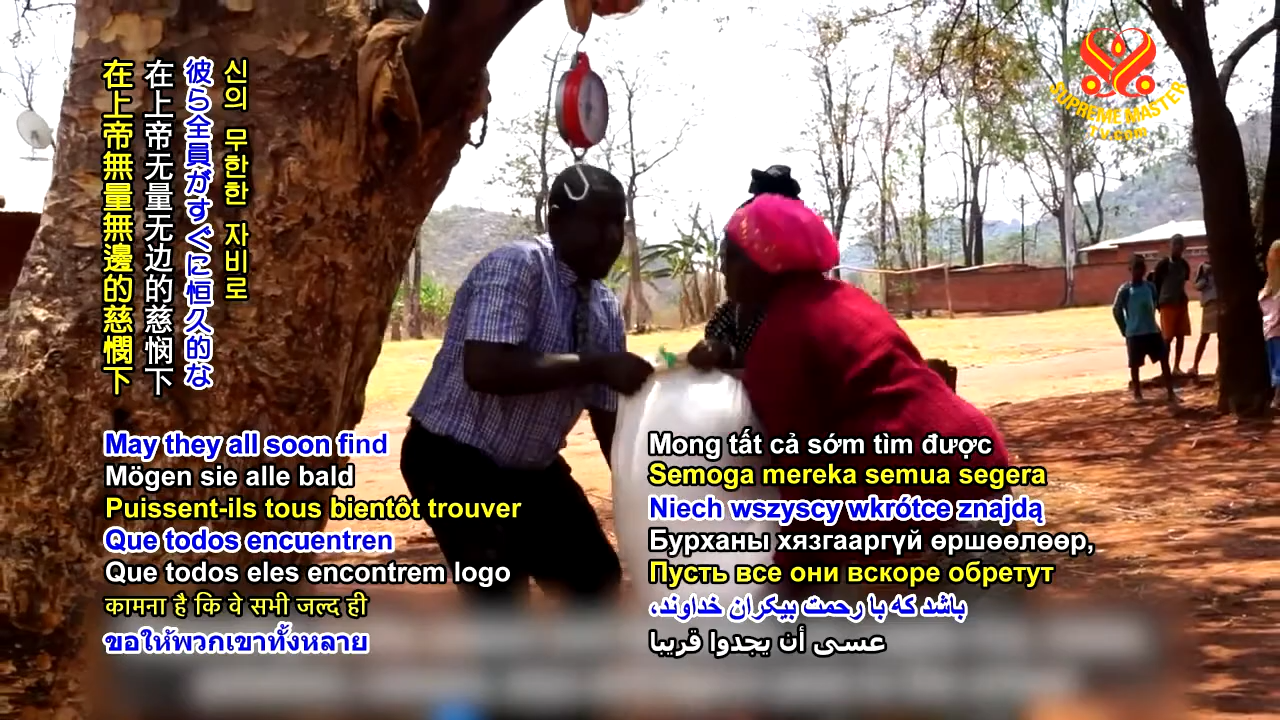 신의 무한한 자비로
彼ら全員がすぐに恒久的な
在上帝无量无边的慈悯下
在上帝無量無邊的慈憫下
SUPREME MASTER
TV.com
May they all soon find
Mögen sie alle bald
Puissent-ils tous bientôt trouver
Que todos encuentren
Que todos eles encontrem logo
कामना है कि वे सभी जल्द ही
ขอให้พวกเขาทั้งหลาย
Mong tất cả sớm tìm được
Semoga mereka semua segera
Niech wszyscy wkrótce znajdą
Бурханы хязгааргүй өршөөлөөр,
Пусть все они вскоре обретут
باشد که با رحمت بیکران خداوند،
عسى أن يجدوا قريبا